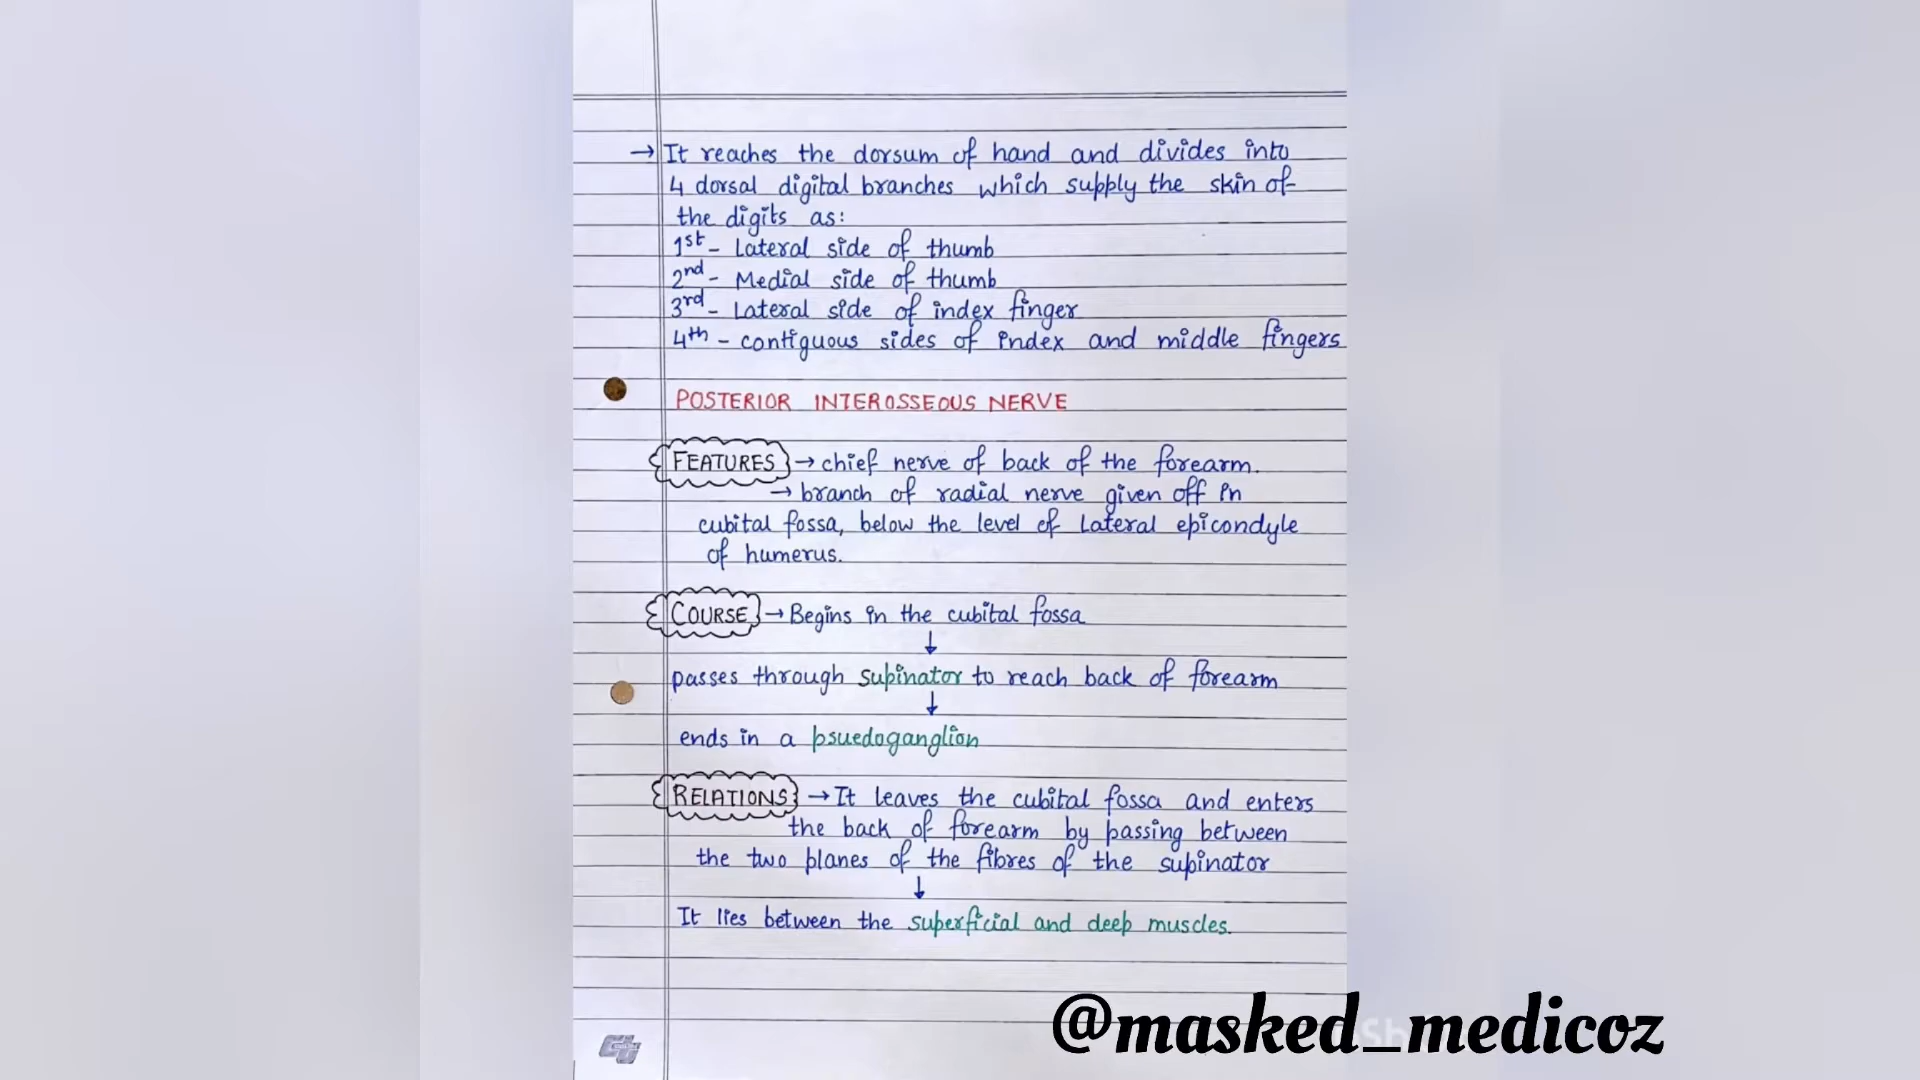 → It reaches the dorsum of hand and divides into
4 dorsal digital branches which supply the skin of
the digits as:
1st - Lateral side of thumb
2nd - Medial side of thumb
3rd - Lateral side of index finger
4th - contiguous sides of index and middle fingers
POSTERIOR INTEROSSEOUS NERVE
FEATURES → chief nerve of back of the forearm.
→ branch of radial nerve given off in
cubital fossa, below the level of lateral epicondyle
of humerus.
COURSE → Begins in the cubital fossa
↓
passes through supinator to reach back of forearm
↓
ends in a psuedoganglion
RELATIONS → It leaves the cubital fossa and enters
the back of forearm by passing between
the two planes of the fibres of the supinator
↓
It lies between the superficial and deep muscles.
@masked_medicoz